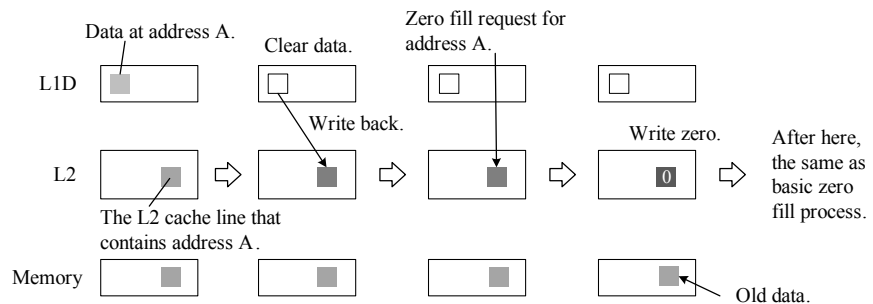 Data at address A.
Clear data.
Zero fill request for
address A.
L1D
Write back.
Write zero.
L2
0
After here,
the same as
basic zero
fill process.
The L2 cache line that
contains address A.
Memory
Old data.